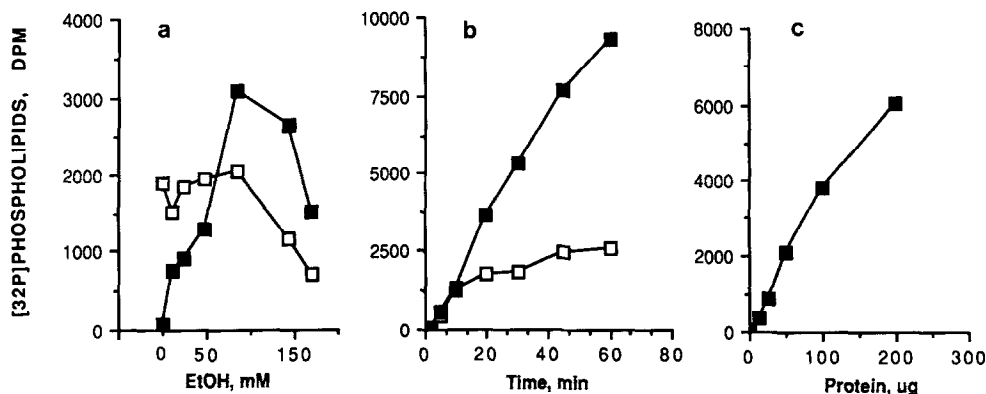 [32P]PHOSPHOLIPIDS, DPM
a
4000
3000
2000
1000
0
0 50 150
EtOH, mM
b
10000
7500
5000
2500
0
0 20 40 60 80
Time, min
c
8000
6000
4000
2000
0
0 100 200 300
Protein, ug